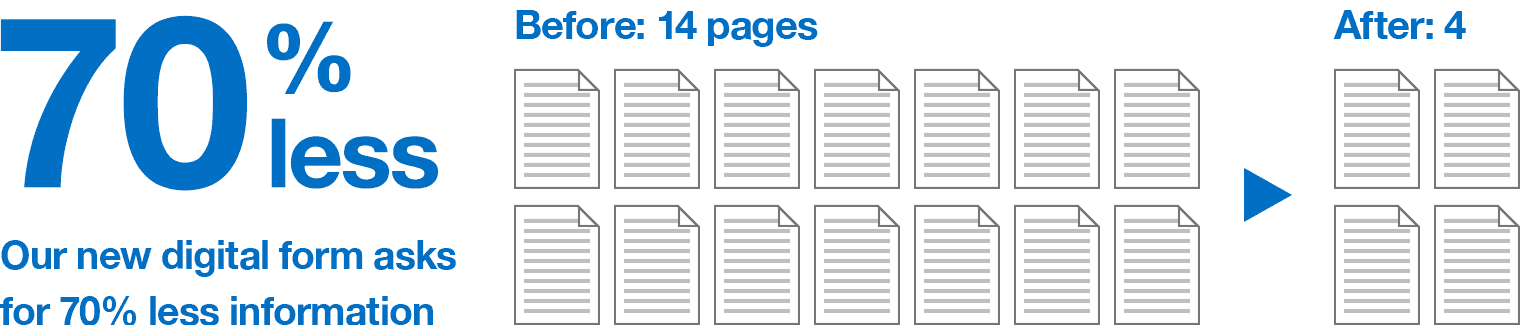 70%
less
Our new digital form asks
for 70% less information
Before: 14 pages
After: 4